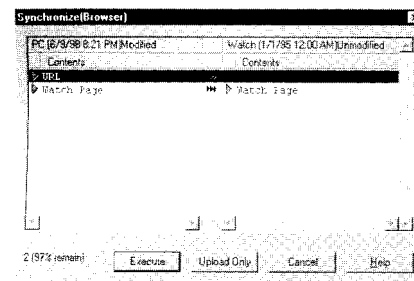 Synchronize(Browser)
PC (6/9/98 8:21 PM)Modified Watch (1/1/95 12:00 AM)Unmodified
Contents Contents
URL
Watch Page Watch Page
2 (97% remain) Execute Upload Only Cancel Help